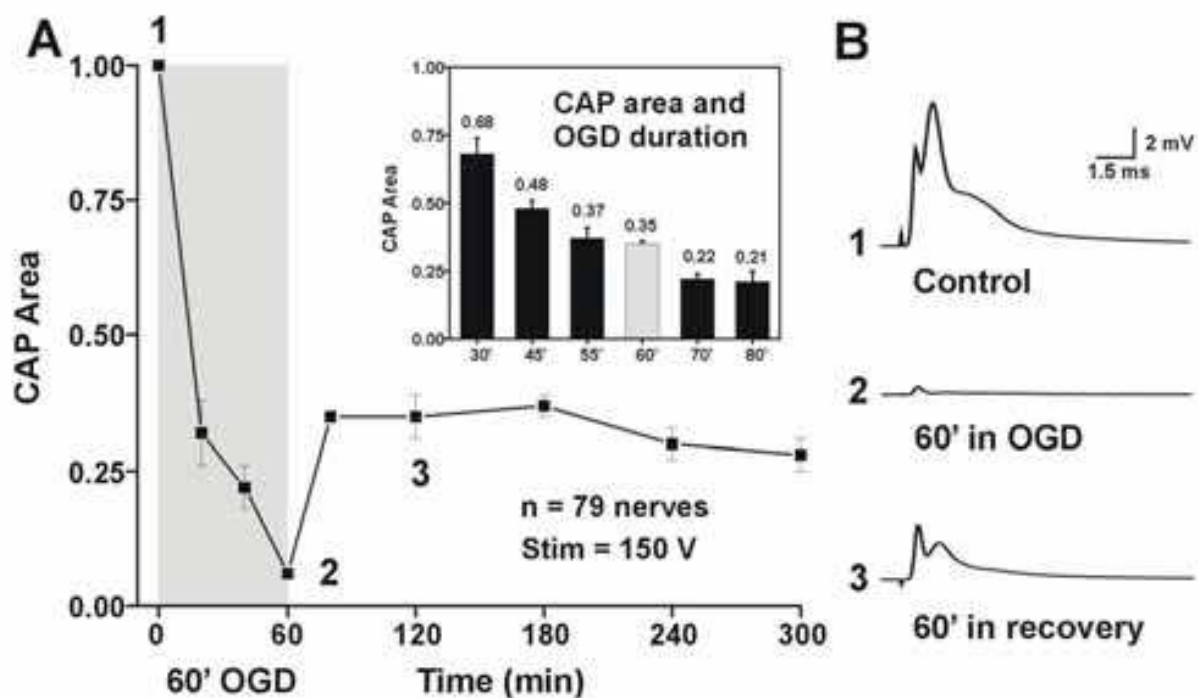 A
1
1.00
0.75
0.50
0.25
0.00
CAP Area
0
60
120
180
240
300
60' OGD
Time (min)
2
3
n = 79 nerves
Stim = 150 V
CAP area and
OGD duration
1.00
0.75
0.50
0.25
0.00
CAP Area
0.68
0.48
0.37
0.35
0.22
0.21
30'
45'
55'
60'
70'
80'
B
2 mV
1.5 ms
1
Control
2
60' in OGD
3
60' in recovery